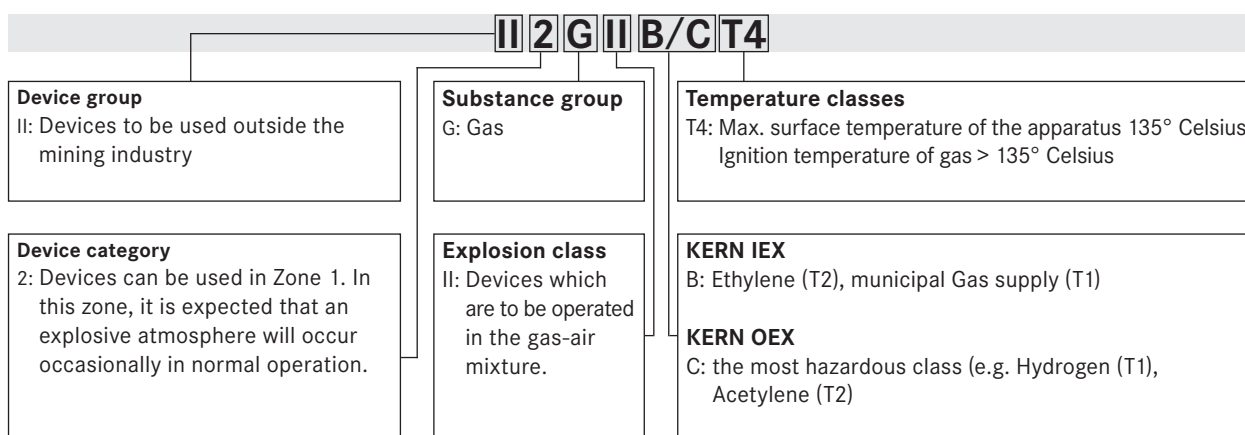 II 2 G II B/C T4
Device group
II: Devices to be used outside the
mining industry
Substance group
G: Gas
Temperature classes
T4: Max. surface temperature of the apparatus 135° Celsius
Ignition temperature of gas > 135° Celsius
Device category
2: Devices can be used in Zone 1. In
this zone, it is expected that an
explosive atmosphere will occur
occasionally in normal operation.
Explosion class
II: Devices which
are to be operated
in the gas-air
mixture.
KERN IEX
B: Ethylene (T2), municipal Gas supply (T1)
KERN OEX
C: the most hazardous class (e.g. Hydrogen (T1),
Acetylene (T2)